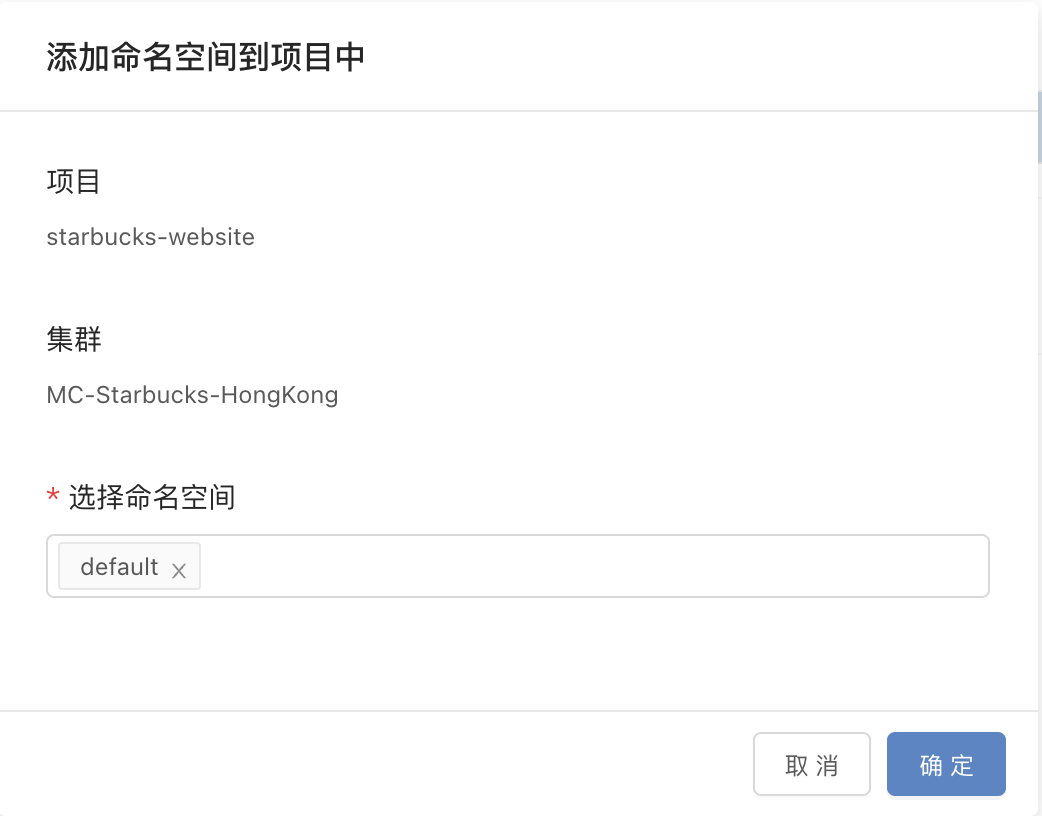 添加命名空间到项目中
项目
starbucks-website
集群
MC-Starbucks-HongKong
* 选择命名空间
default x
取 消
确 定